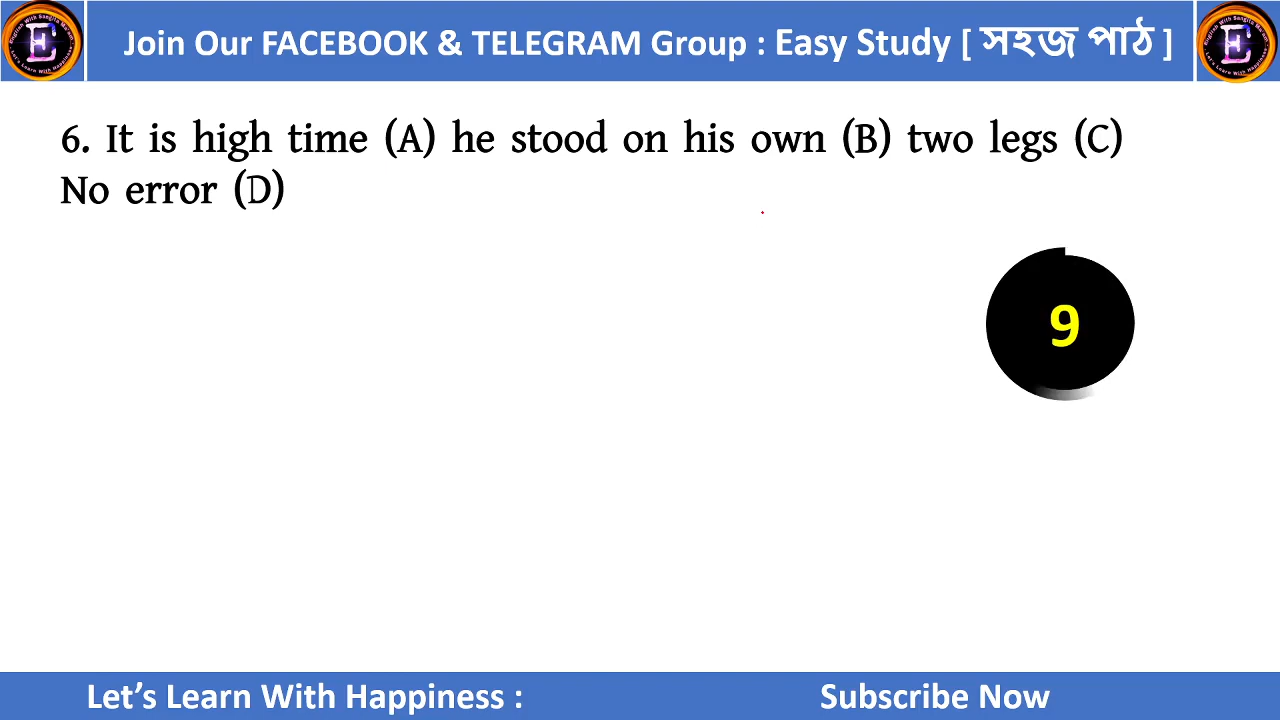 Join Our FACEBOOK & TELEGRAM Group : Easy Study [ সহজ পাঠ ]
6. It is high time (A) he stood on his own (B) two legs (C)
No error (D)
9
Let's Learn With Happiness :
Subscribe Now